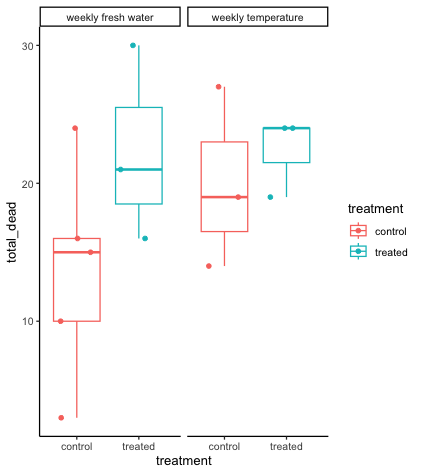 weekly fresh water
weekly temperature
30
20
10
total_dead
control
treated
control
treated
treatment
treatment
control
treated